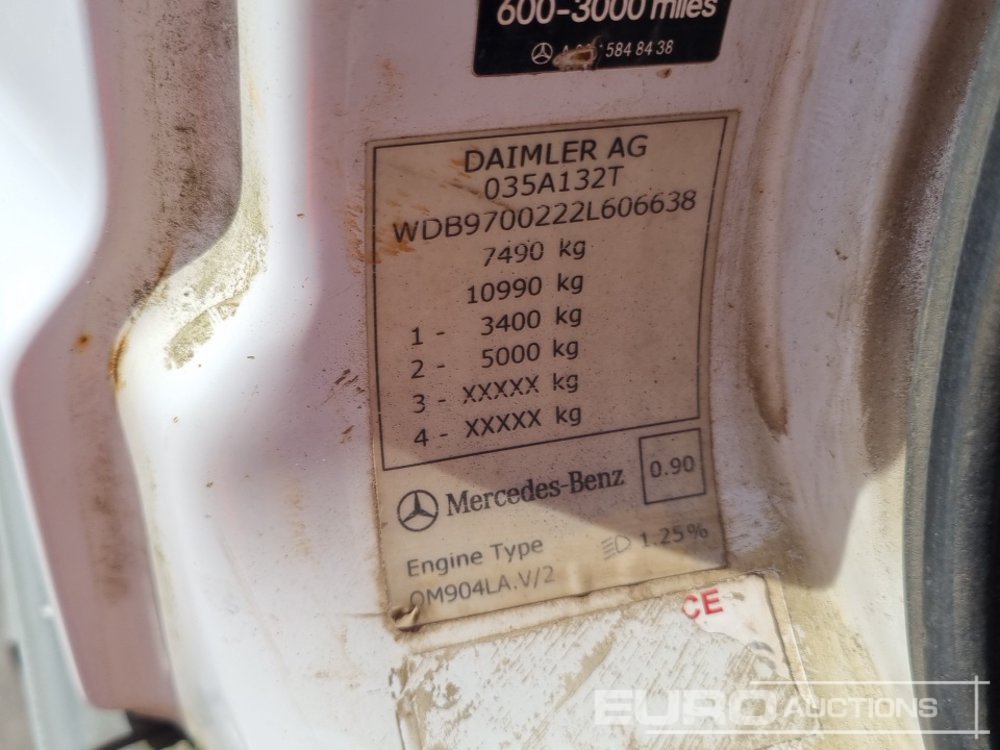 600-3000 miles
584 84 38
DAIMLER AG
035A132T
WDB9700222L606638
7490 kg
10990 kg
1 - 3400 kg
2 - 5000 kg
3 - XXXXX kg
4 - XXXXX kg
Mercedes-Benz 0.90
Engine Type 1.25%
OM904LA.V/2
CE
EURO AUCTIONS